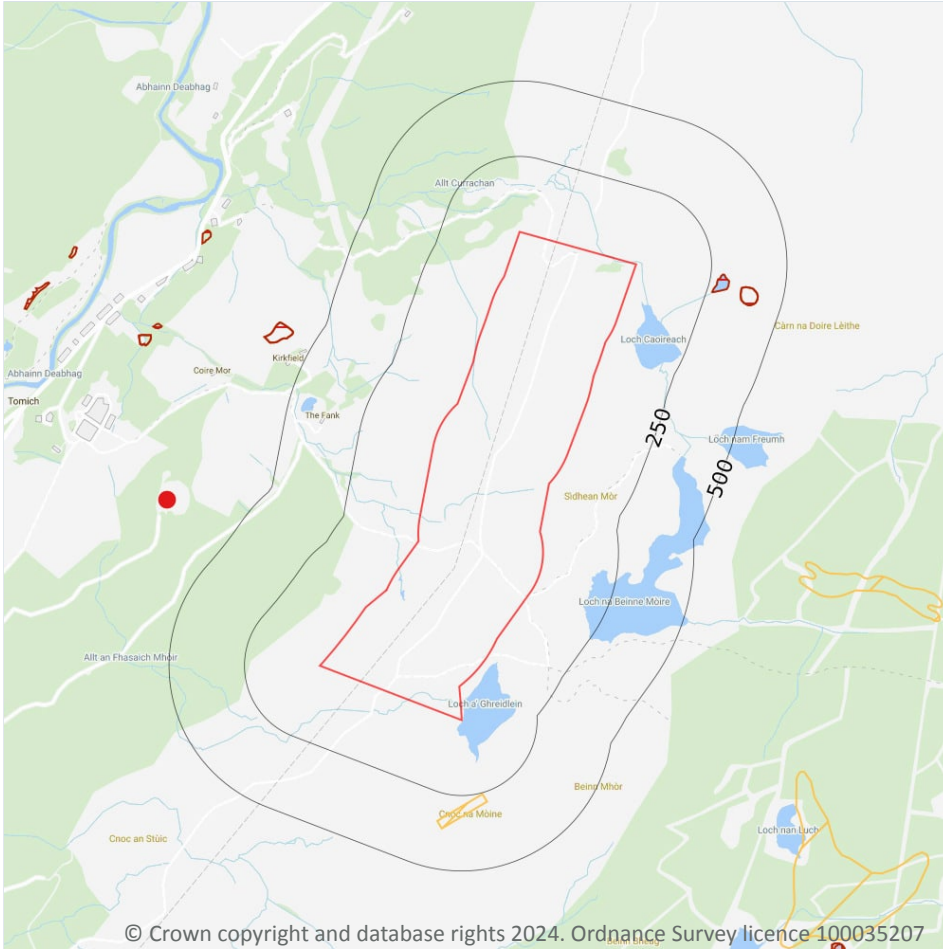 Abhainn Deabhag
Allt Currachan
Càrn na Doire Lèithe
Loch Caoireach
Kirkfield
Coire Mor
Abhainn Deabhag
Tomich
The Fank
250
Loch nam Freumh
500
Sìdhean Mòr
Loch na Beinne Mòire
Allt an Fhasaich Mhoir
Loch a' Ghreidlein
Beinn Mhòr
Cnoc na Mòine
Cnoc an Stùic
Loch nan Luch
© Crown copyright and database rights 2024. Ordnance Survey licence 100035207